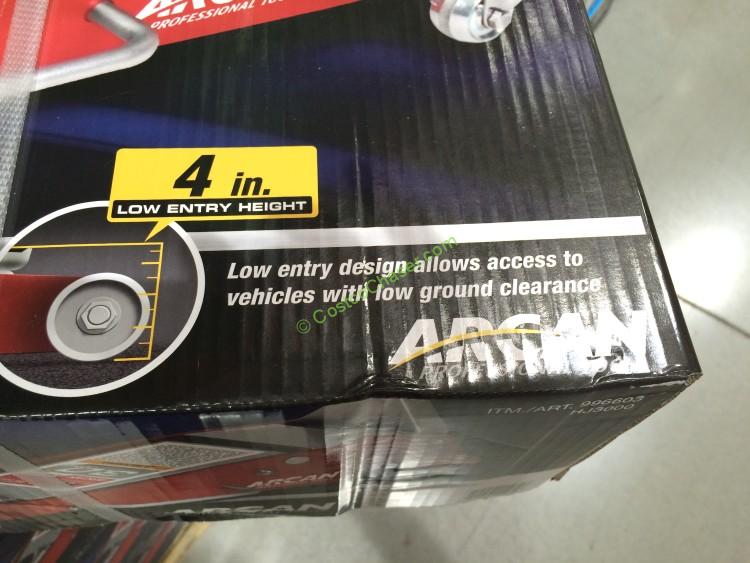 PROFESSIONAL
4 in.
LOW ENTRY HEIGHT
Low entry design allows access to
vehicles with low ground clearance
© CostcoChaser.com
ARCAN
ITM./ART. 996603
HJ3000
ARCAN
ARCAN